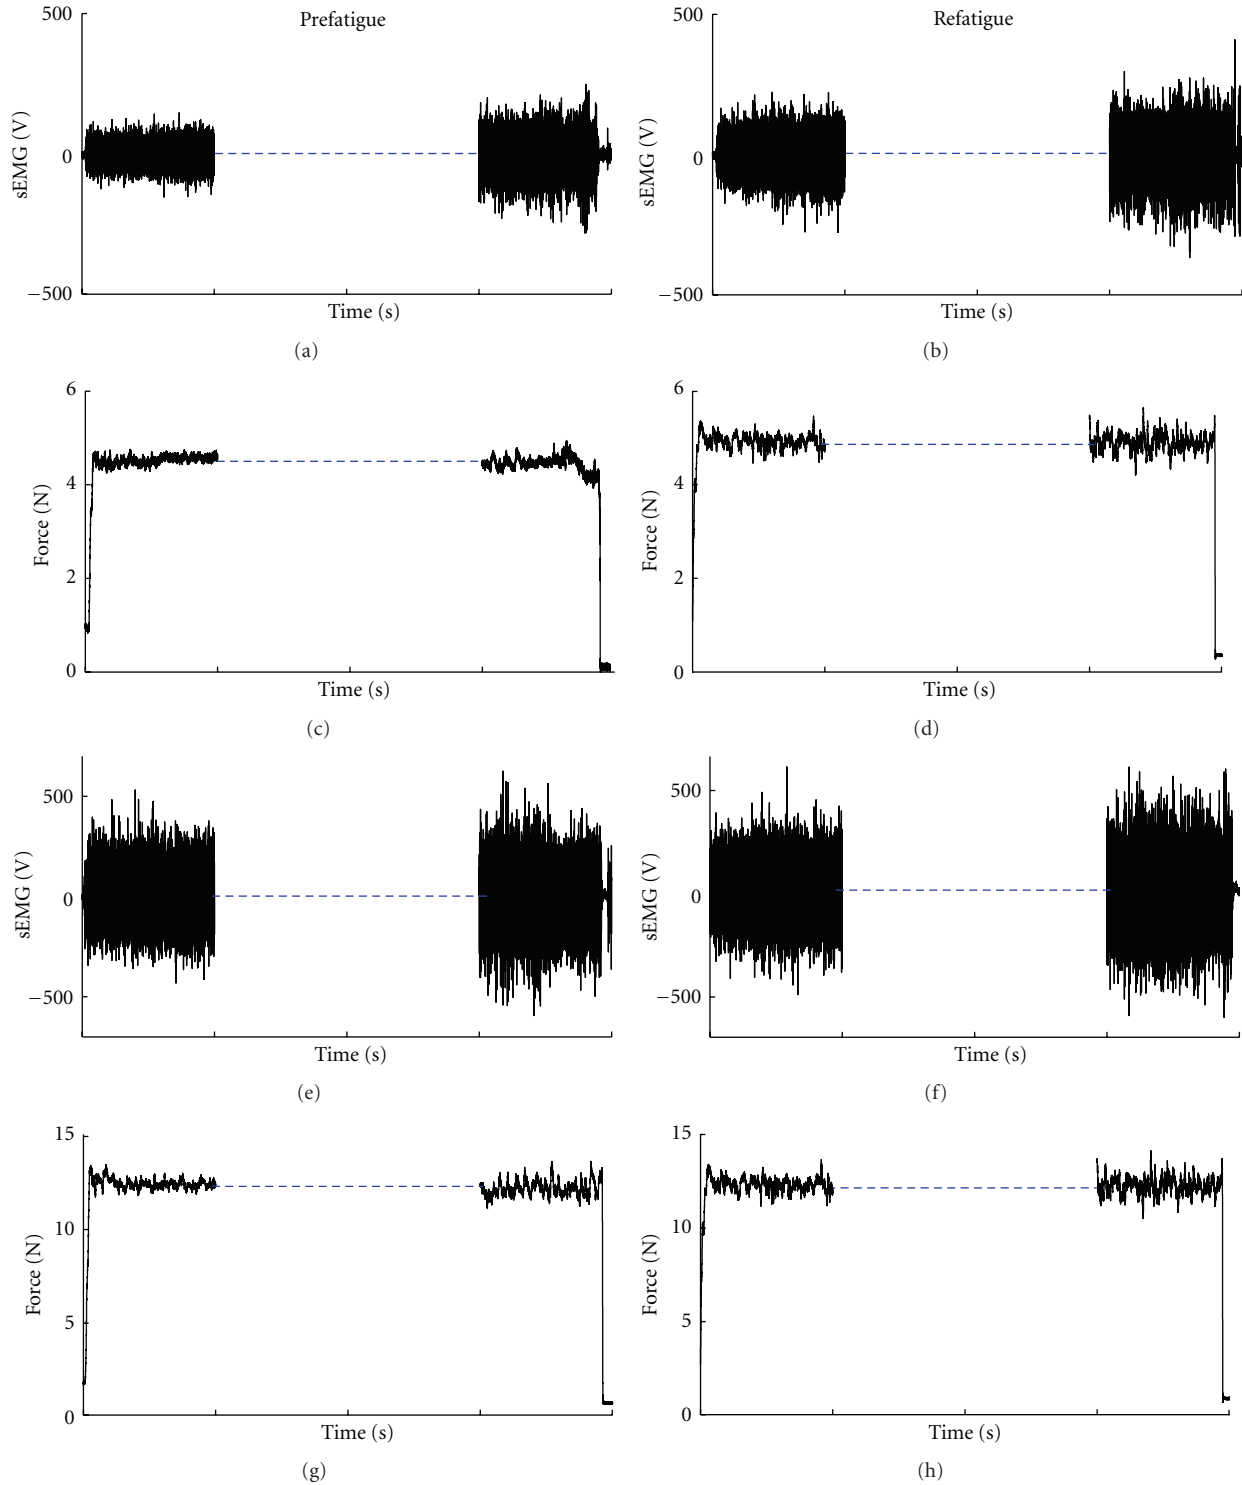 Prefatigue
500
0
−500
sEMG (V)
Time (s)
(a)
Refatigue
500
0
−500
sEMG (V)
Time (s)
(b)
6
4
2
0
Force (N)
Time (s)
(c)
6
4
2
0
Force (N)
Time (s)
(d)
500
0
−500
sEMG (V)
Time (s)
(e)
500
0
−500
sEMG (V)
Time (s)
(f)
15
10
5
0
Force (N)
Time (s)
(g)
15
10
5
0
Force (N)
Time (s)
(h)